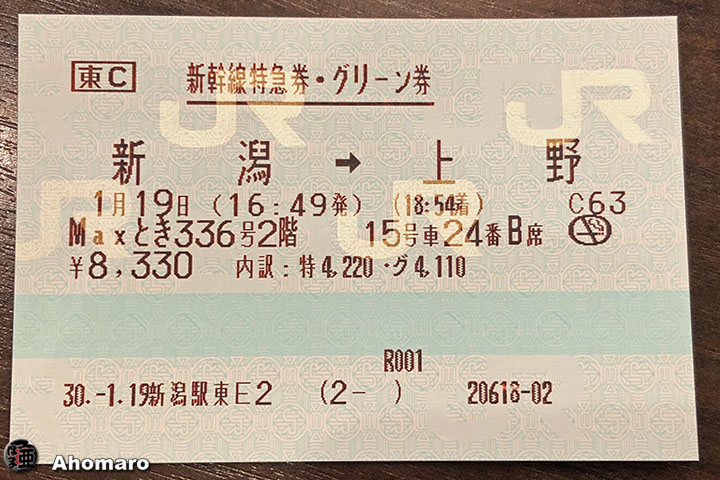 東C 新幹線特急券・グリーン券
新潟 → 上野
1月19日 (16:49発) (18:54着) C63
Maxとき336号2階 15号車24番B席
¥8,330 内訳:特4,220・グ4,110
R001
30.-1.19新潟駅東E2 (2- ) 20618-02
Ahomaro